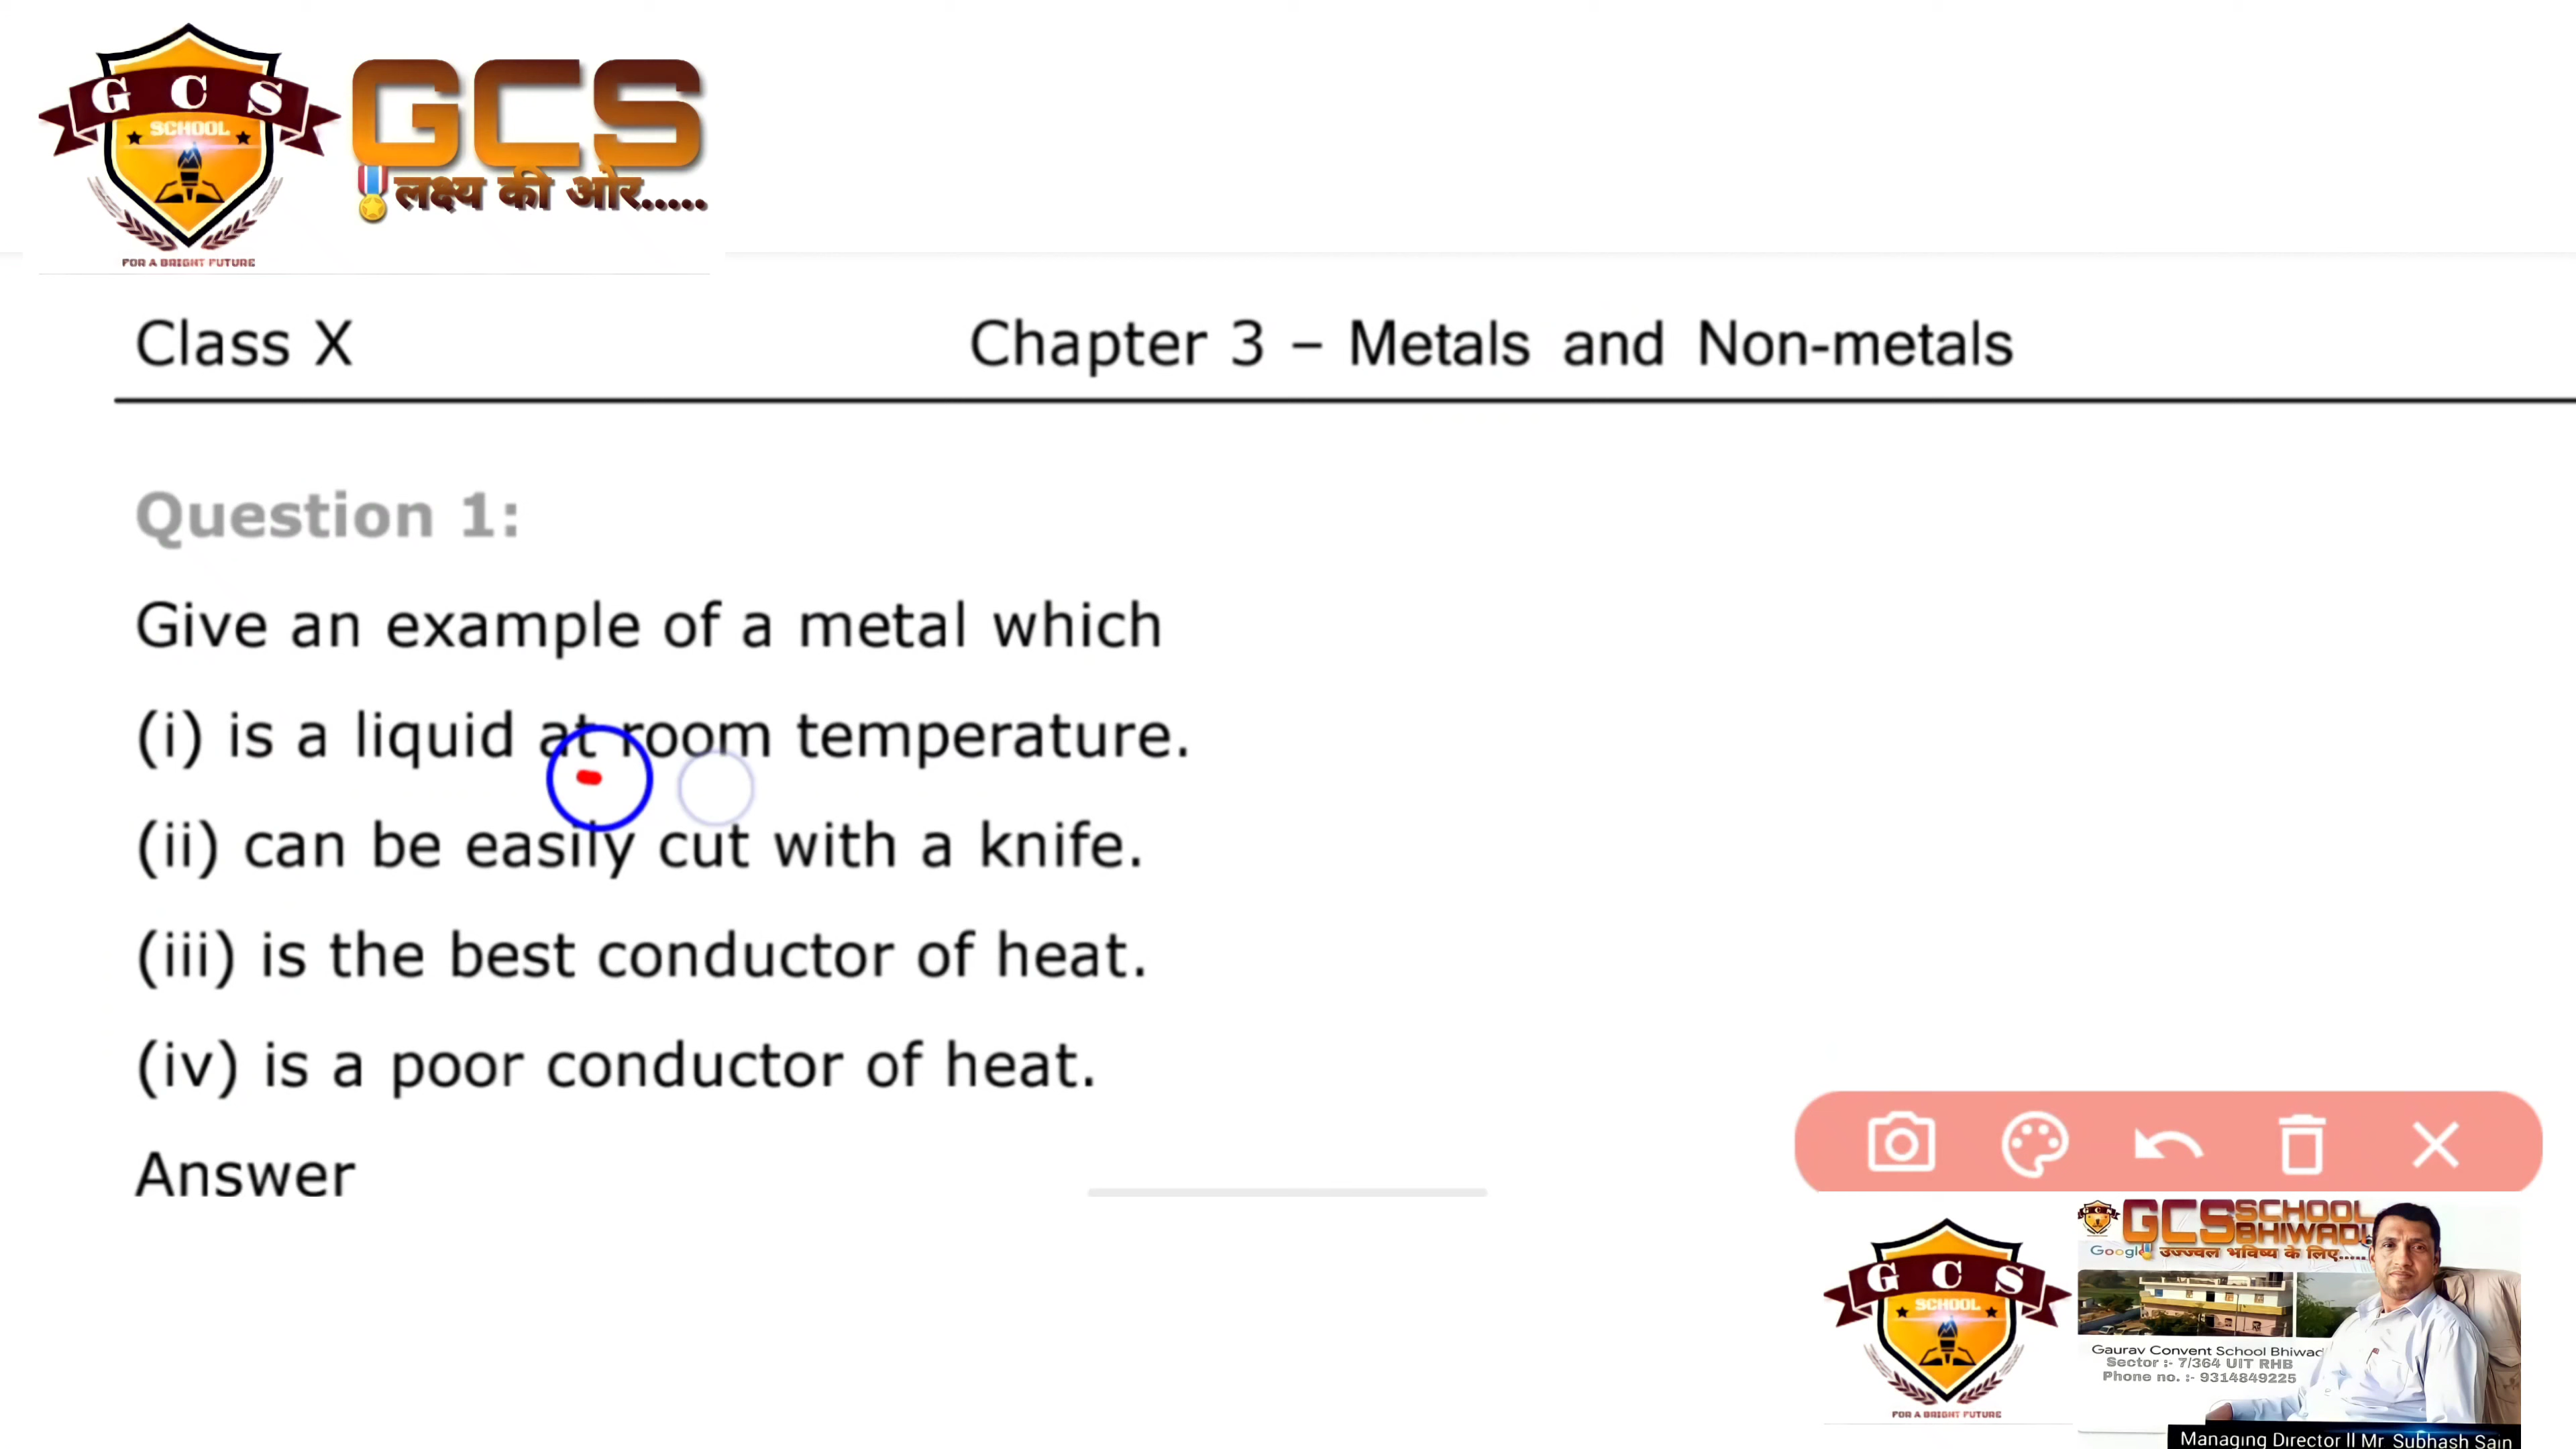 G C S
SCHOOL
FOR A BRIGHT FUTURE
GCS
लक्ष्य की ओर.....
Class X
Chapter 3 – Metals and Non-metals
Question 1:
Give an example of a metal which
(i) is a liquid at room temperature.
(ii) can be easily cut with a knife.
(iii) is the best conductor of heat.
(iv) is a poor conductor of heat.
Answer
G C S
SCHOOL
FOR A BRIGHT FUTURE
GCS SCHOOL
BHIWADI
Google उज्ज्वल भविष्य के लिए.....
Gaurav Convent School Bhiwad
Sector :- 7/364 UIT RHB
Phone no. :- 9314849225
Managing Director || Mr Subhash Sain